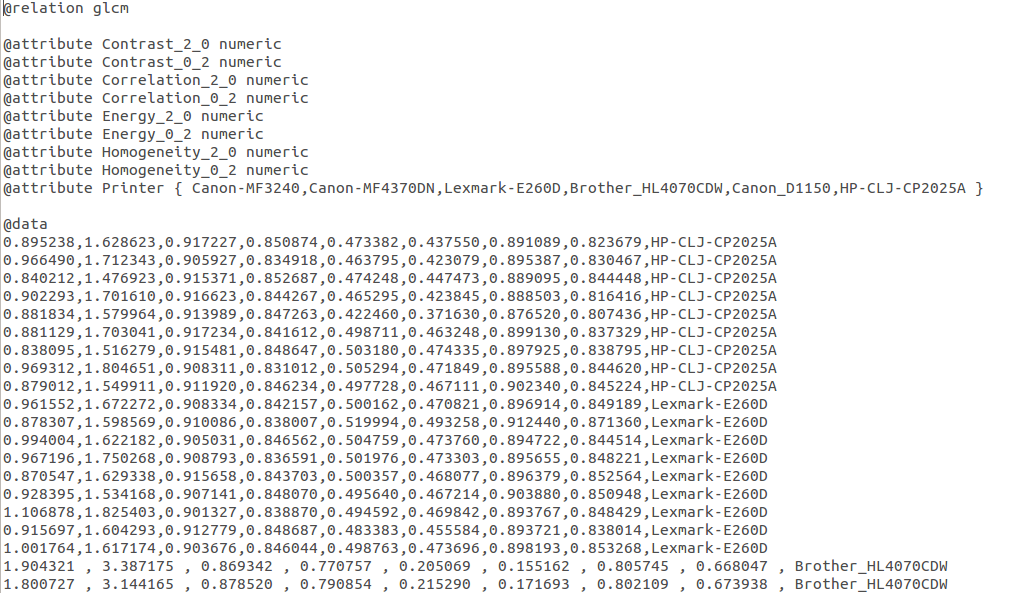 @relation glcm
@attribute Contrast_2_0 numeric
@attribute Contrast_0_2 numeric
@attribute Correlation_2_0 numeric
@attribute Correlation_0_2 numeric
@attribute Energy_2_0 numeric
@attribute Energy_0_2 numeric
@attribute Homogeneity_2_0 numeric
@attribute Homogeneity_0_2 numeric
@attribute Printer { Canon-MF3240,Canon-MF4370DN,Lexmark-E260D,Brother_HL4070CDW,Canon_D1150,HP-CLJ-CP2025A }
@data
0.895238,1.628623,0.917227,0.850874,0.473382,0.437550,0.891089,0.823679,HP-CLJ-CP2025A
0.966490,1.712343,0.905927,0.834918,0.463795,0.423079,0.895387,0.830467,HP-CLJ-CP2025A
0.840212,1.476923,0.915371,0.852687,0.474248,0.447473,0.889095,0.844448,HP-CLJ-CP2025A
0.902293,1.701610,0.916623,0.844267,0.465295,0.423845,0.888503,0.816416,HP-CLJ-CP2025A
0.881834,1.579964,0.913989,0.847263,0.422460,0.371630,0.876520,0.807436,HP-CLJ-CP2025A
0.881129,1.703041,0.917234,0.841612,0.498711,0.463248,0.899130,0.837329,HP-CLJ-CP2025A
0.838095,1.516279,0.915481,0.848647,0.503180,0.474335,0.897925,0.838795,HP-CLJ-CP2025A
0.969312,1.804651,0.908311,0.831012,0.505294,0.471849,0.895588,0.844620,HP-CLJ-CP2025A
0.879012,1.549911,0.911920,0.846234,0.497728,0.467111,0.902340,0.845224,HP-CLJ-CP2025A
0.961552,1.672272,0.908334,0.842157,0.500162,0.470821,0.896914,0.849189,Lexmark-E260D
0.878307,1.598569,0.910086,0.838007,0.519994,0.493258,0.912440,0.871360,Lexmark-E260D
0.994004,1.622182,0.905031,0.846562,0.504759,0.473760,0.894722,0.844514,Lexmark-E260D
0.967196,1.750268,0.908793,0.836591,0.501976,0.473303,0.895655,0.848221,Lexmark-E260D
0.870547,1.629338,0.915658,0.843703,0.500357,0.468077,0.896379,0.852564,Lexmark-E260D
0.928395,1.534168,0.907141,0.848070,0.495640,0.467214,0.903880,0.850948,Lexmark-E260D
1.106878,1.825403,0.901327,0.838870,0.494592,0.469842,0.893767,0.848429,Lexmark-E260D
0.915697,1.604293,0.912779,0.848687,0.483383,0.455584,0.893721,0.838014,Lexmark-E260D
1.001764,1.617174,0.903676,0.846044,0.498763,0.473696,0.898193,0.853268,Lexmark-E260D
1.904321 , 3.387175 , 0.869342 , 0.770757 , 0.205069 , 0.155162 , 0.805745 , 0.668047 , Brother_HL4070CDW
1.800727 , 3.144165 , 0.878520 , 0.790854 , 0.215290 , 0.171693 , 0.802109 , 0.673938 , Brother_HL4070CDW